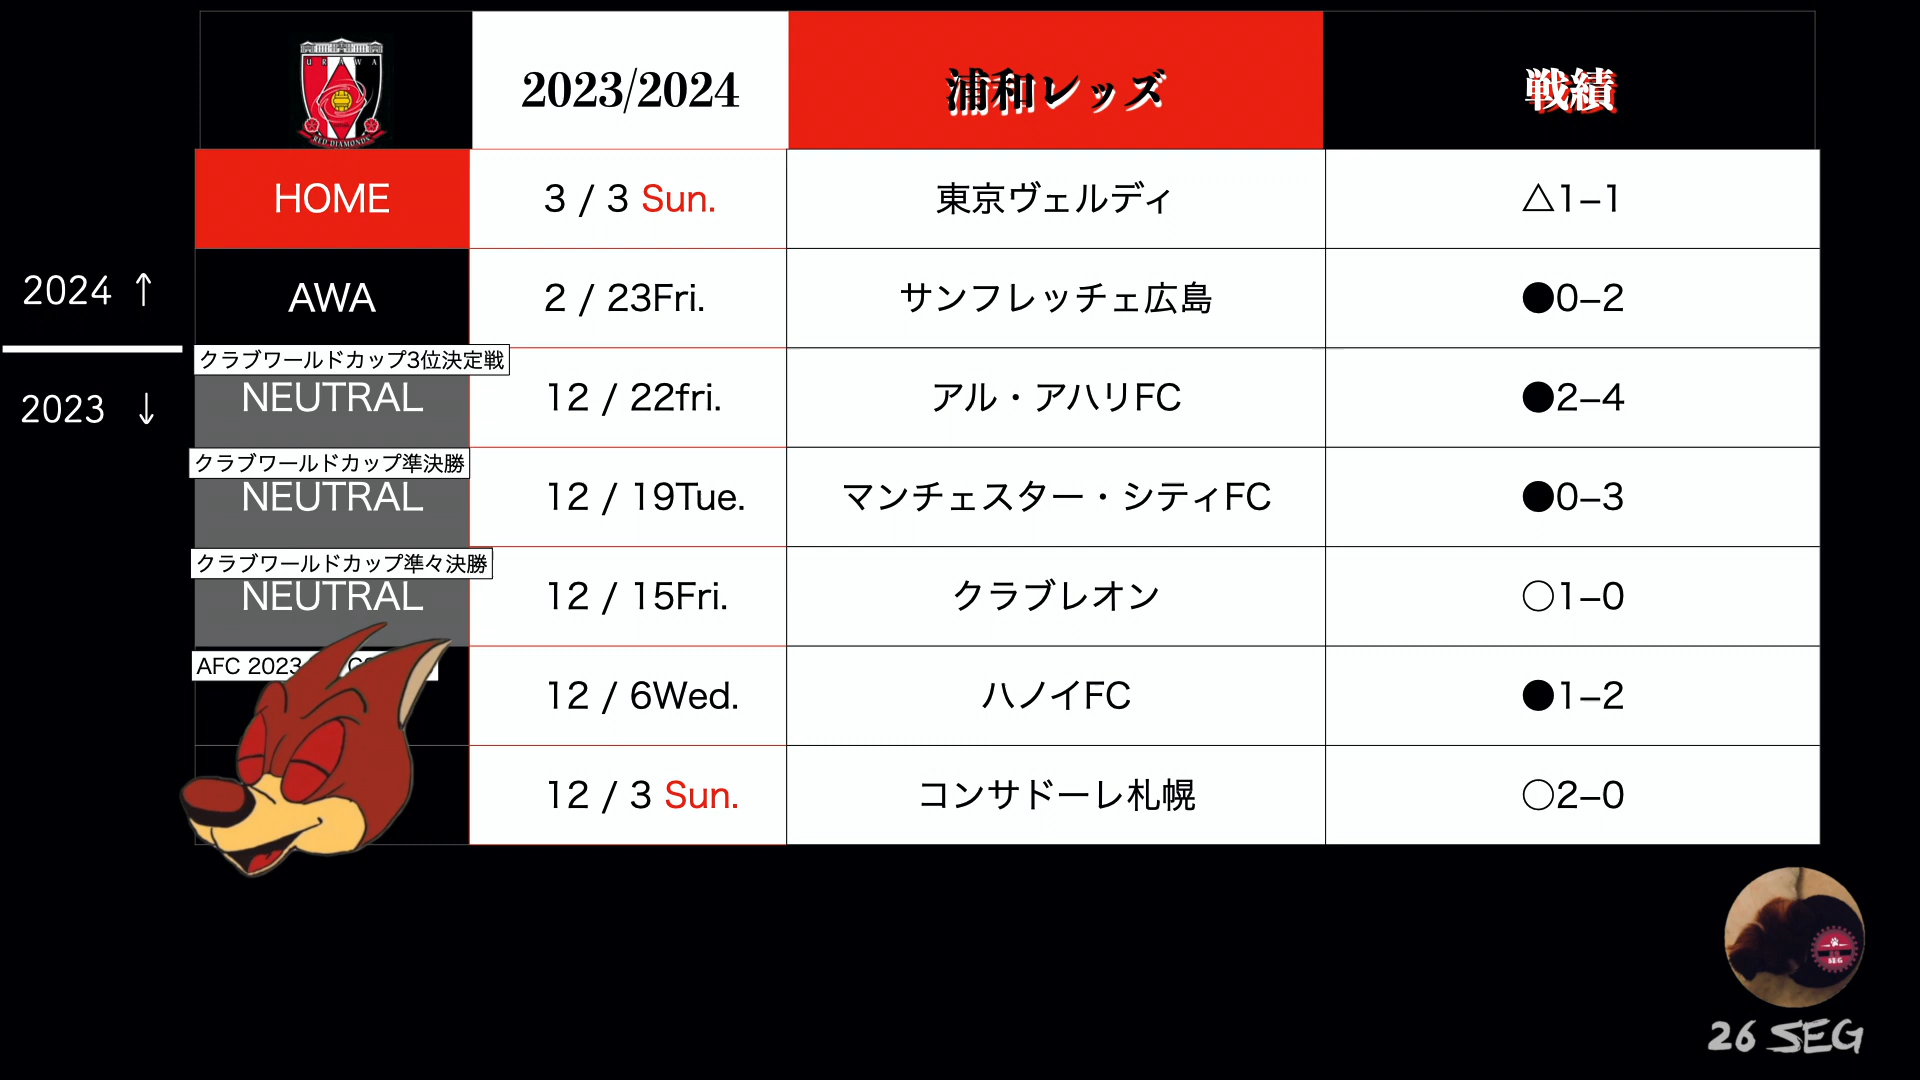 URAWA
RED DIAMONDS
2023/2024 浦和レッズ 戦績
HOME 3 / 3 Sun. 東京ヴェルディ △1–1
2024 ↑
AWA 2 / 23Fri. サンフレッチェ広島 ●0–2
クラブワールドカップ3位決定戦
NEUTRAL 12 / 22fri. アル・アハリFC ●2–4
2023 ↓
クラブワールドカップ準決勝
NEUTRAL 12 / 19Tue. マンチェスター・シティFC ●0–3
クラブワールドカップ準々決勝
NEUTRAL 12 / 15Fri. クラブレオン ○1–0
AFC 2023
12 / 6Wed. ハノイFC ●1–2
12 / 3 Sun. コンサドーレ札幌 ○2–0
26 SEG